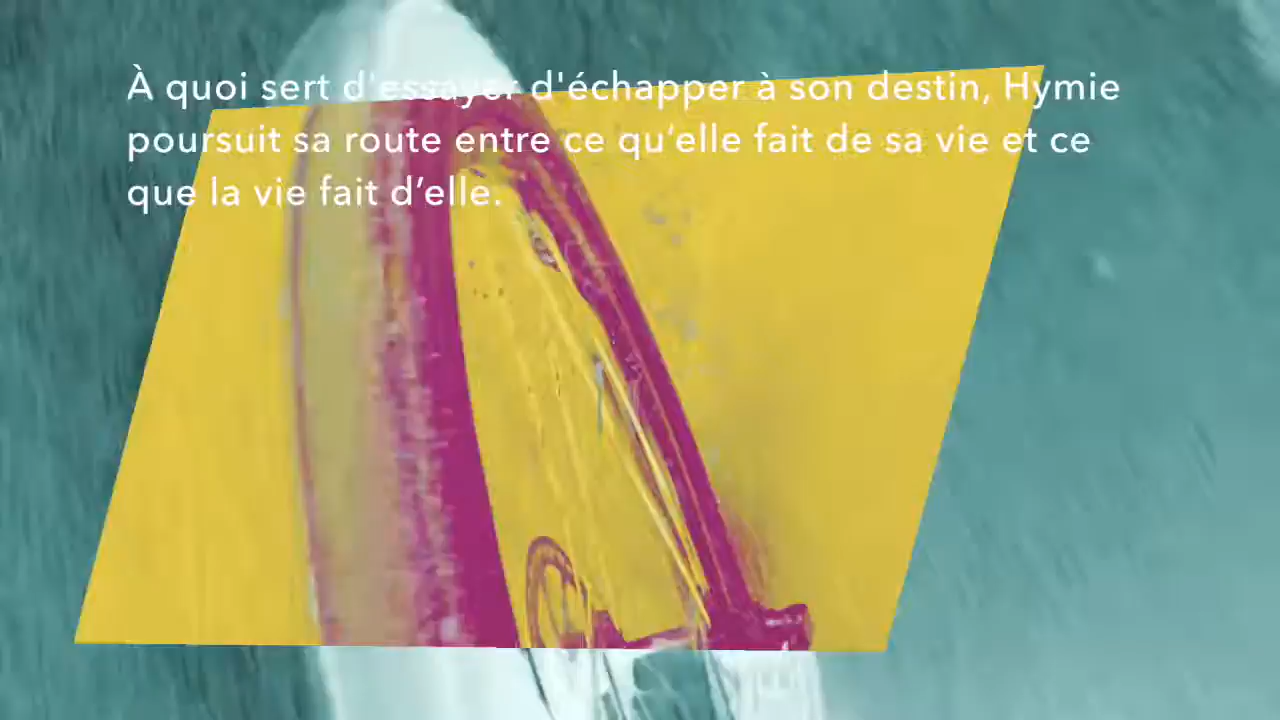 À quoi sert d'essayer d'échapper à son destin, Hymie
poursuit sa route entre ce qu’elle fait de sa vie et ce
que la vie fait d’elle.